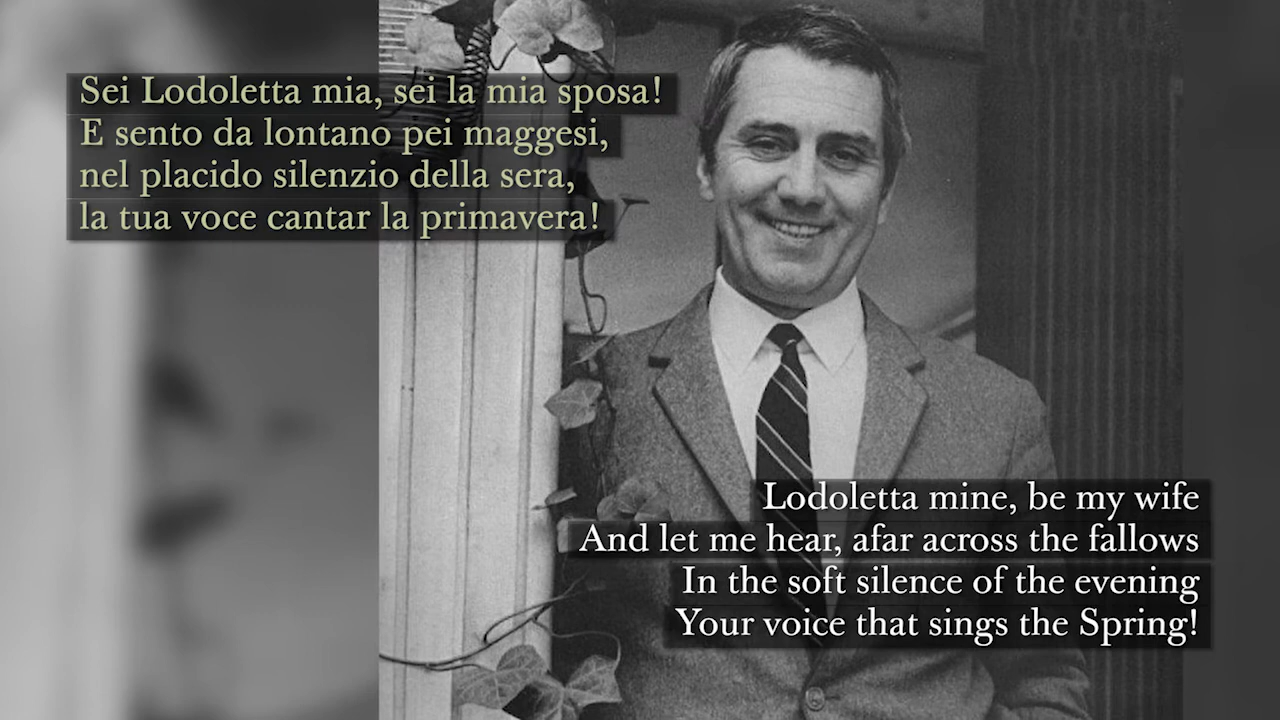 Sei Lodoletta mia, sei la mia sposa!
E sento da lontano pei maggesi,
nel placido silenzio della sera,
la tua voce cantar la primavera!
Lodoletta mine, be my wife
And let me hear, afar across the fallows
In the soft silence of the evening
Your voice that sings the Spring!